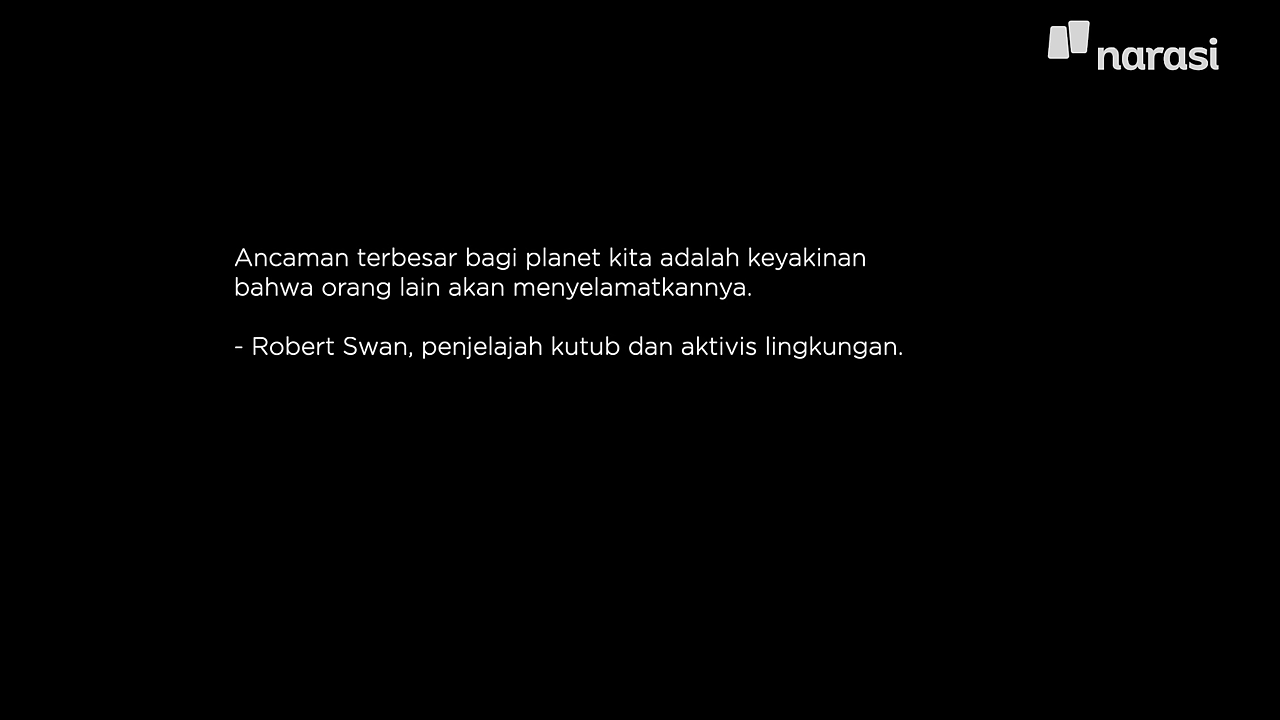 narasi
Ancaman terbesar bagi planet kita adalah keyakinan
bahwa orang lain akan menyelamatkannya.
- Robert Swan, penjelajah kutub dan aktivis lingkungan.